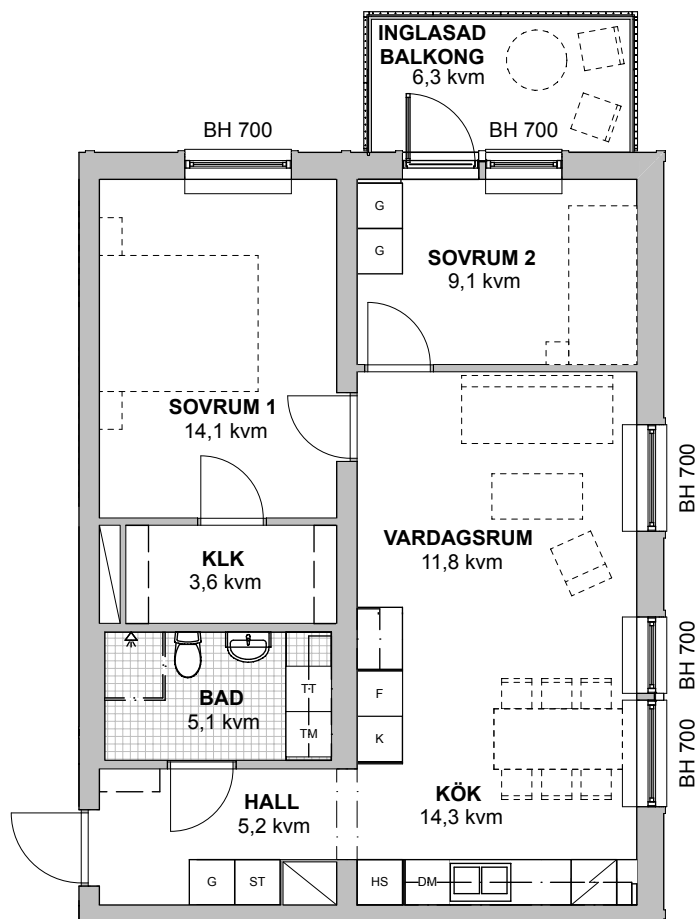 INGLASAD
BALKONG
6,3 kvm
BH 700
BH 700
G
G
SOVRUM 2
9,1 kvm
SOVRUM 1
14,1 kvm
BH 700
VARDAGSRUM
11,8 kvm
KLK
3,6 kvm
BH 700
BAD
5,1 kvm
TT
TM
F
K
BH 700
HALL
5,2 kvm
KÖK
14,3 kvm
G
ST
HS
DM